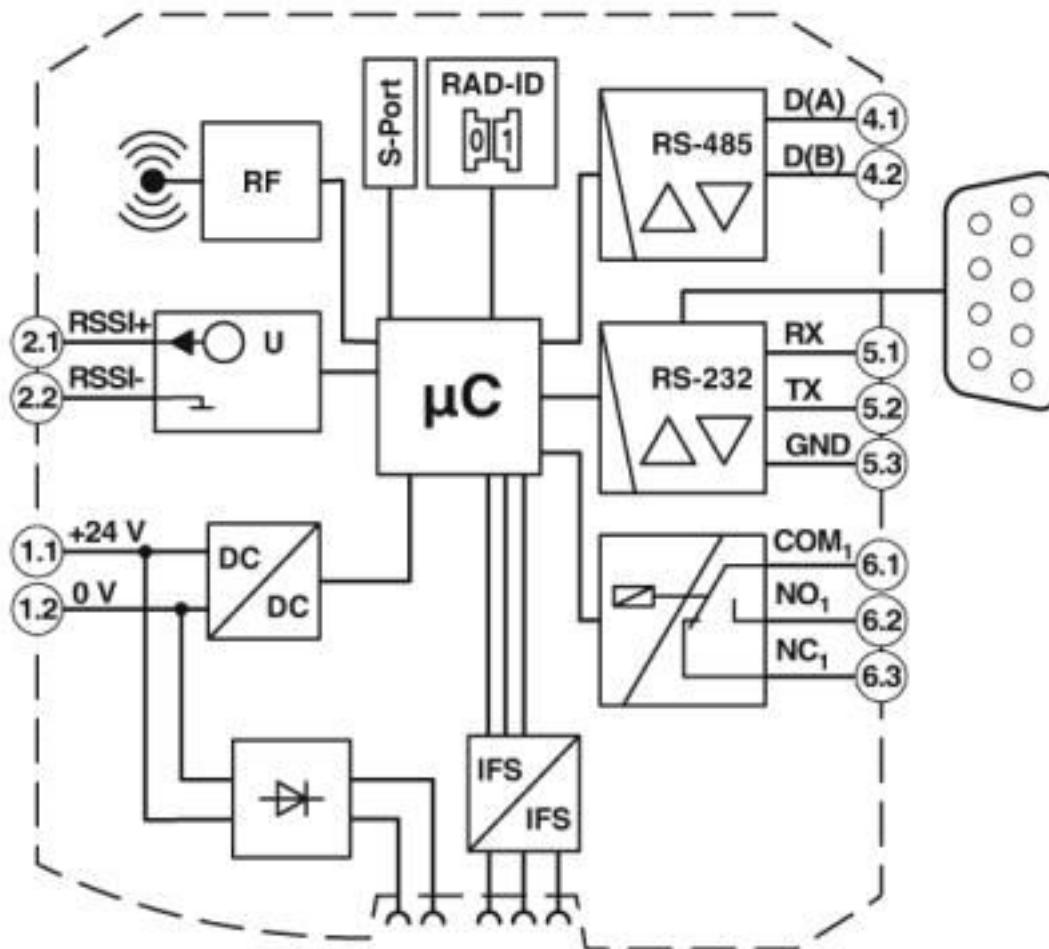 S-Port
RAD-ID
0 1
RF
RS-485
D(A)
4.1
D(B)
4.2
2.1
RSSI+
U
2.2
RSSI-
µC
RS-232
RX
5.1
TX
5.2
GND
5.3
1.1
+24 V
DC
DC
1.2
0 V
COM₁
6.1
NO₁
6.2
NC₁
6.3
IFS
IFS